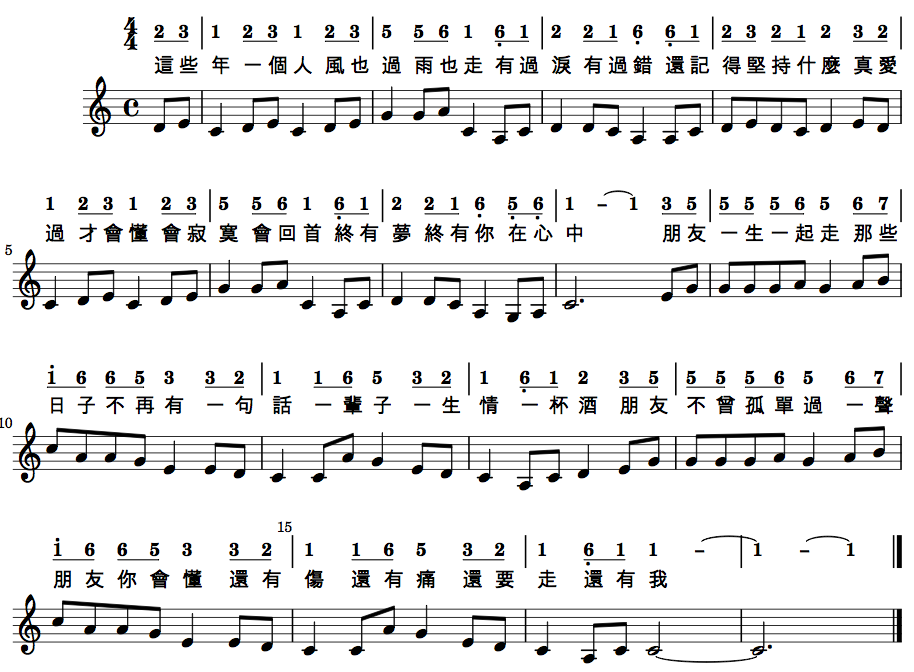 4/4 2 3 | 1 2 3 1 2 3 | 5 5 6 1 6̣ 1 | 2 2 1 6̣ 6̣ 1 | 2 3 2 1 2 3 2 |
這些 年 一個人 風也 過 雨也走 有過 淚 有過錯 還記 得堅持什麼 真愛
1 2 3 1 2 3 | 5 5 6 1 6̣ 1 | 2 2 1 6̣ 5̣ 6̣ | 1 – 1 3 5 | 5 5 5 6 5 6 7 |
過 才會懂 會寂 寞 會回首 終有 夢 終有你 在心 中 朋友 一生一起走 那些
5
1̇ 6 6 5 3 3 2 | 1 1 6 5 3 2 | 1 6̣ 1 2 3 5 | 5 5 5 6 5 6 7 |
日子不再有 一句 話 一輩子 一生 情 一杯酒 朋友 不曾孤單過 一聲
10
15
1̇ 6 6 5 3 3 2 | 1 1 6 5 3 2 | 1 6̣ 1 1 – | 1 – 1
朋友你會懂 還有 傷 還有痛 還要 走 還有我